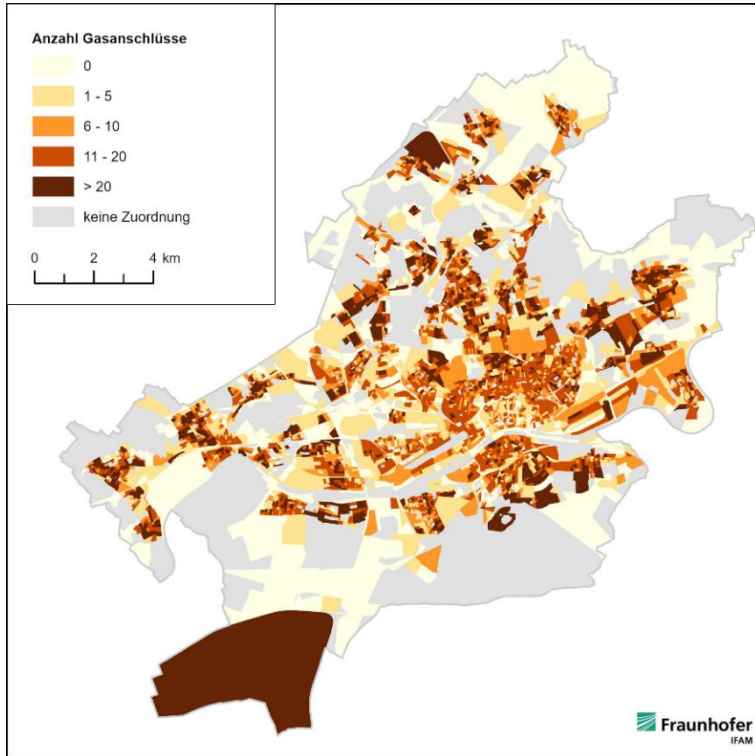 Anzahl Gasanschlüsse
0
1 - 5
6 - 10
11 - 20
> 20
keine Zuordnung
0 2 4 km
Fraunhofer
IFAM